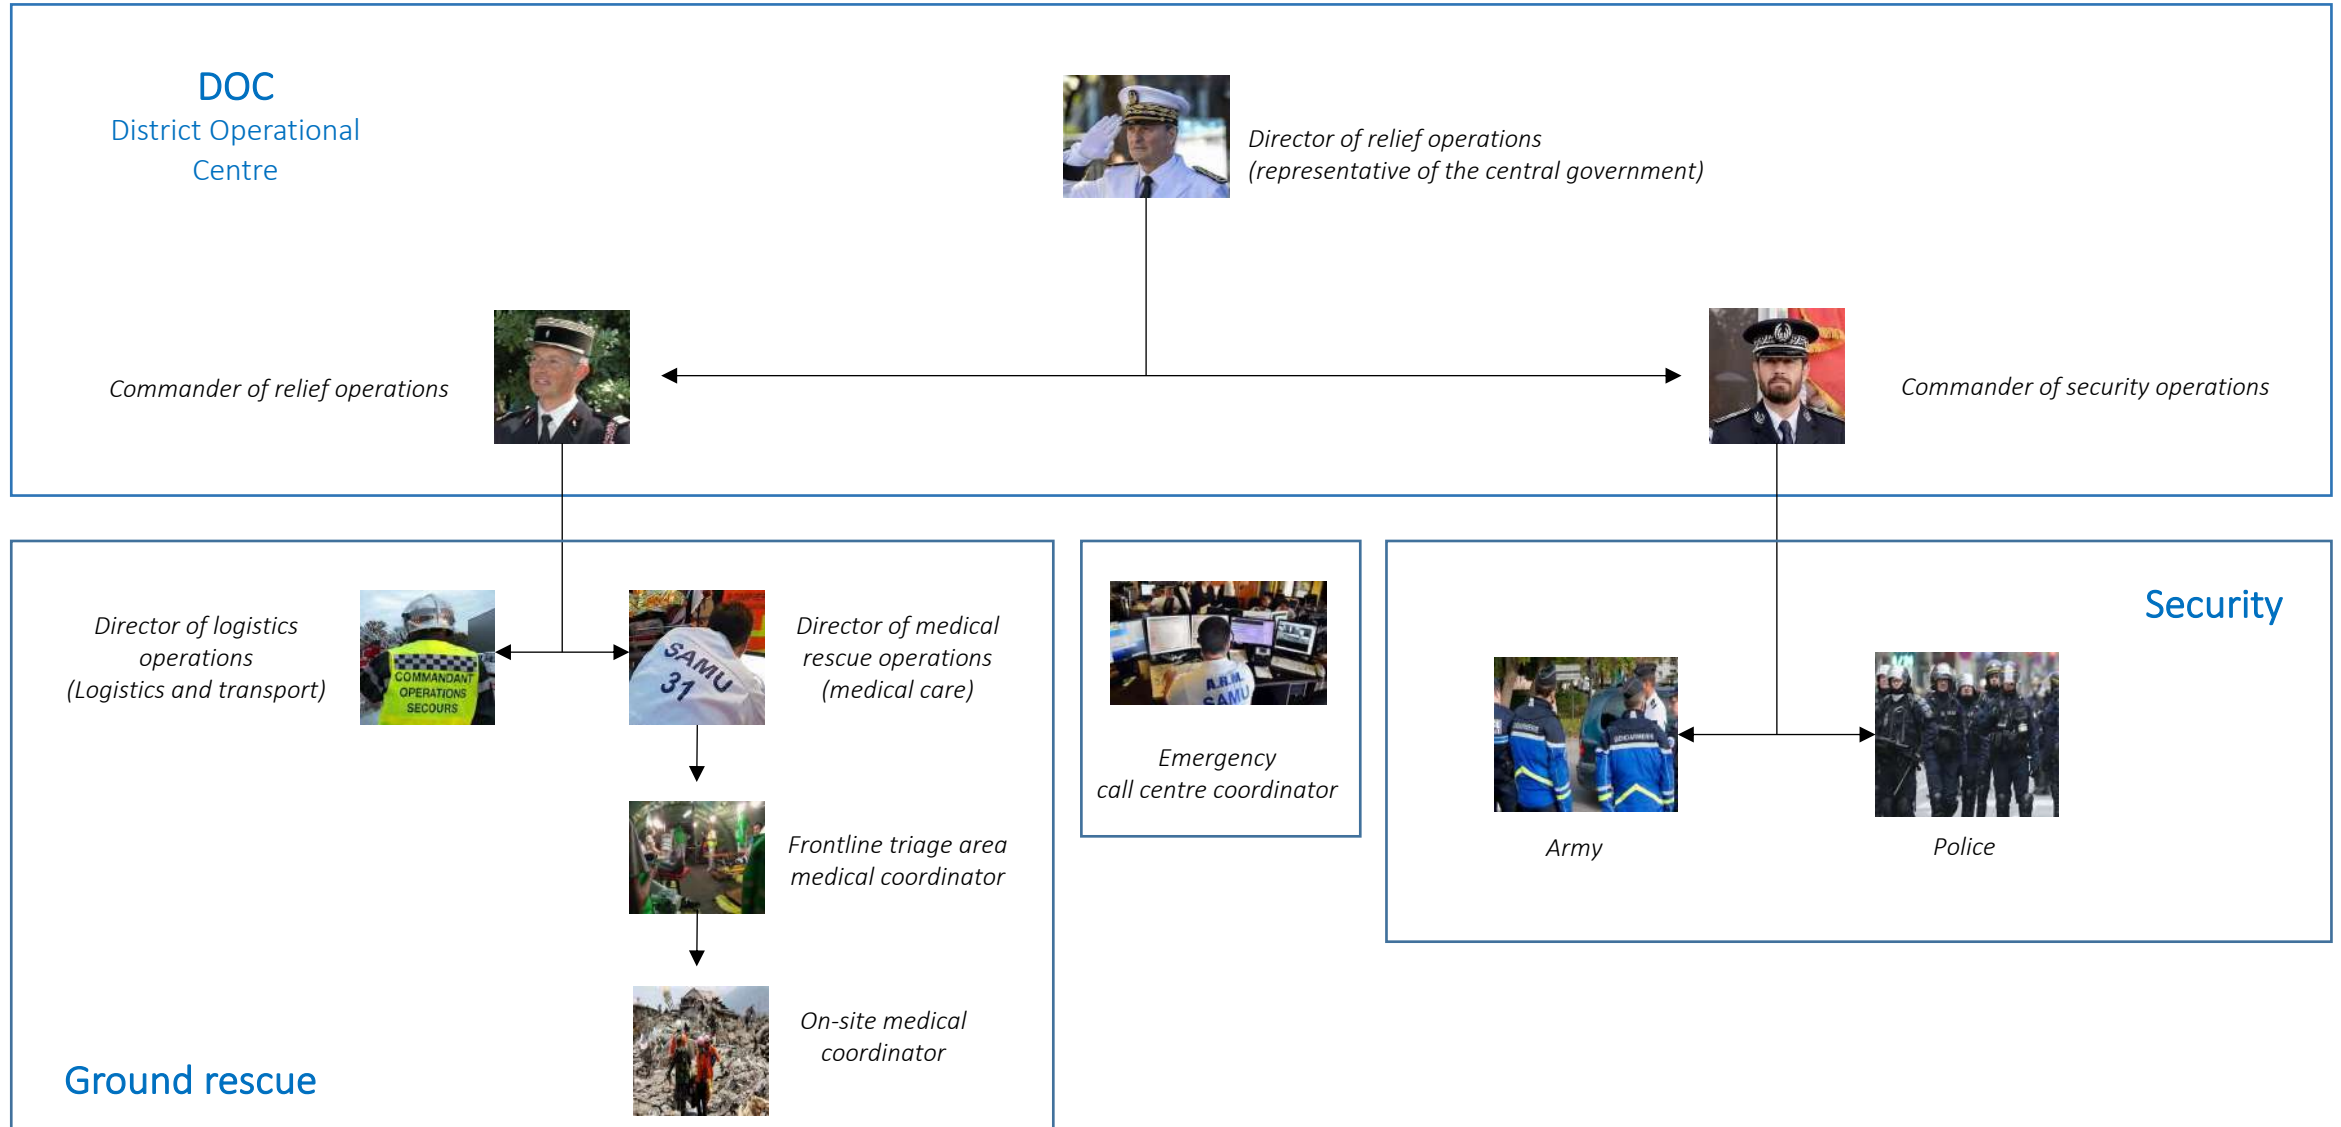 DOC
District Operational
Centre
Director of relief operations
(representative of the central government)
Commander of relief operations
Commander of security operations
Director of logistics
operations
(Logistics and transport)
COMMANDANT
OPERATIONS
SECOURS
SAMU
31
Director of medical
rescue operations
(medical care)
A.R.M.
SAMU
Emergency
call centre coordinator
Security
GENDARMERIE
Army
Police
Frontline triage area
medical coordinator
On-site medical
coordinator
Ground rescue